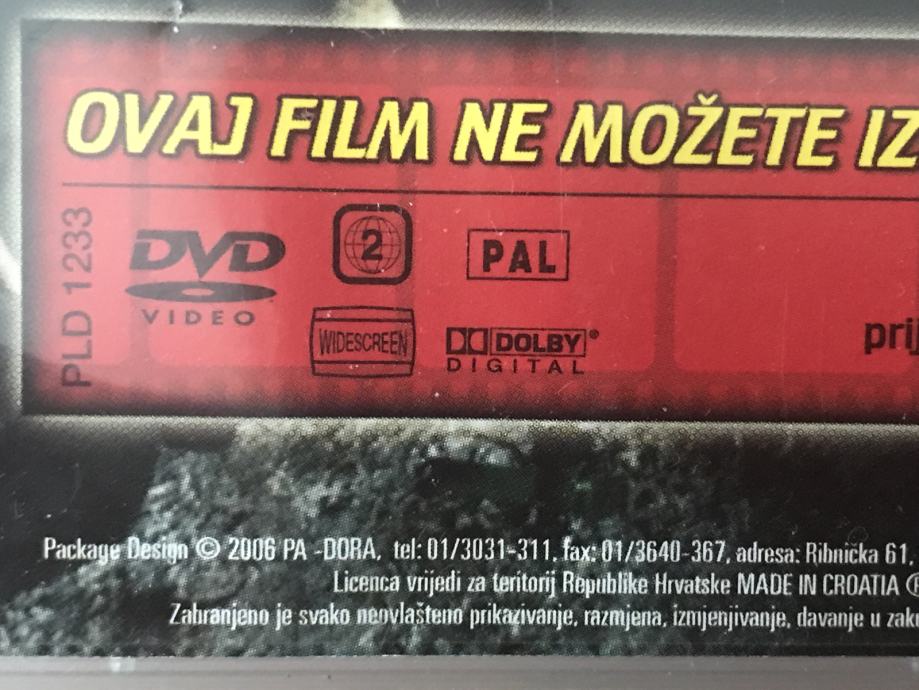 OVAJ FILM NE MOŽETE IZ
PLD 1233
DVD
VIDEO
2
PAL
WIDESCREEN
DOLBY
DIGITAL
prij
Package Design © 2006 PA -DORA, tel: 01/3031-311, fax: 01/3640-367, adresa: Ribnička 61,
Licenca vrijedi za teritorij Republike Hrvatske MADE IN CROATIA
Zabranjeno je svako neovlašteno prikazivanje, razmjena, izmjenjivanje, davanje u zaku